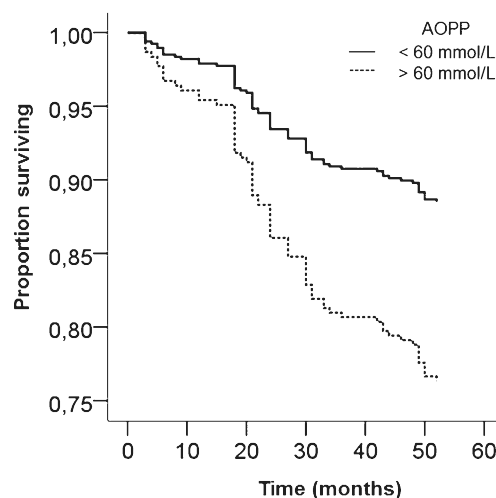 AOPP
< 60 mmol/L
> 60 mmol/L
1,00
0,95
0,90
0,85
0,80
0,75
Proportion surviving
0 10 20 30 40 50 60
Time (months)